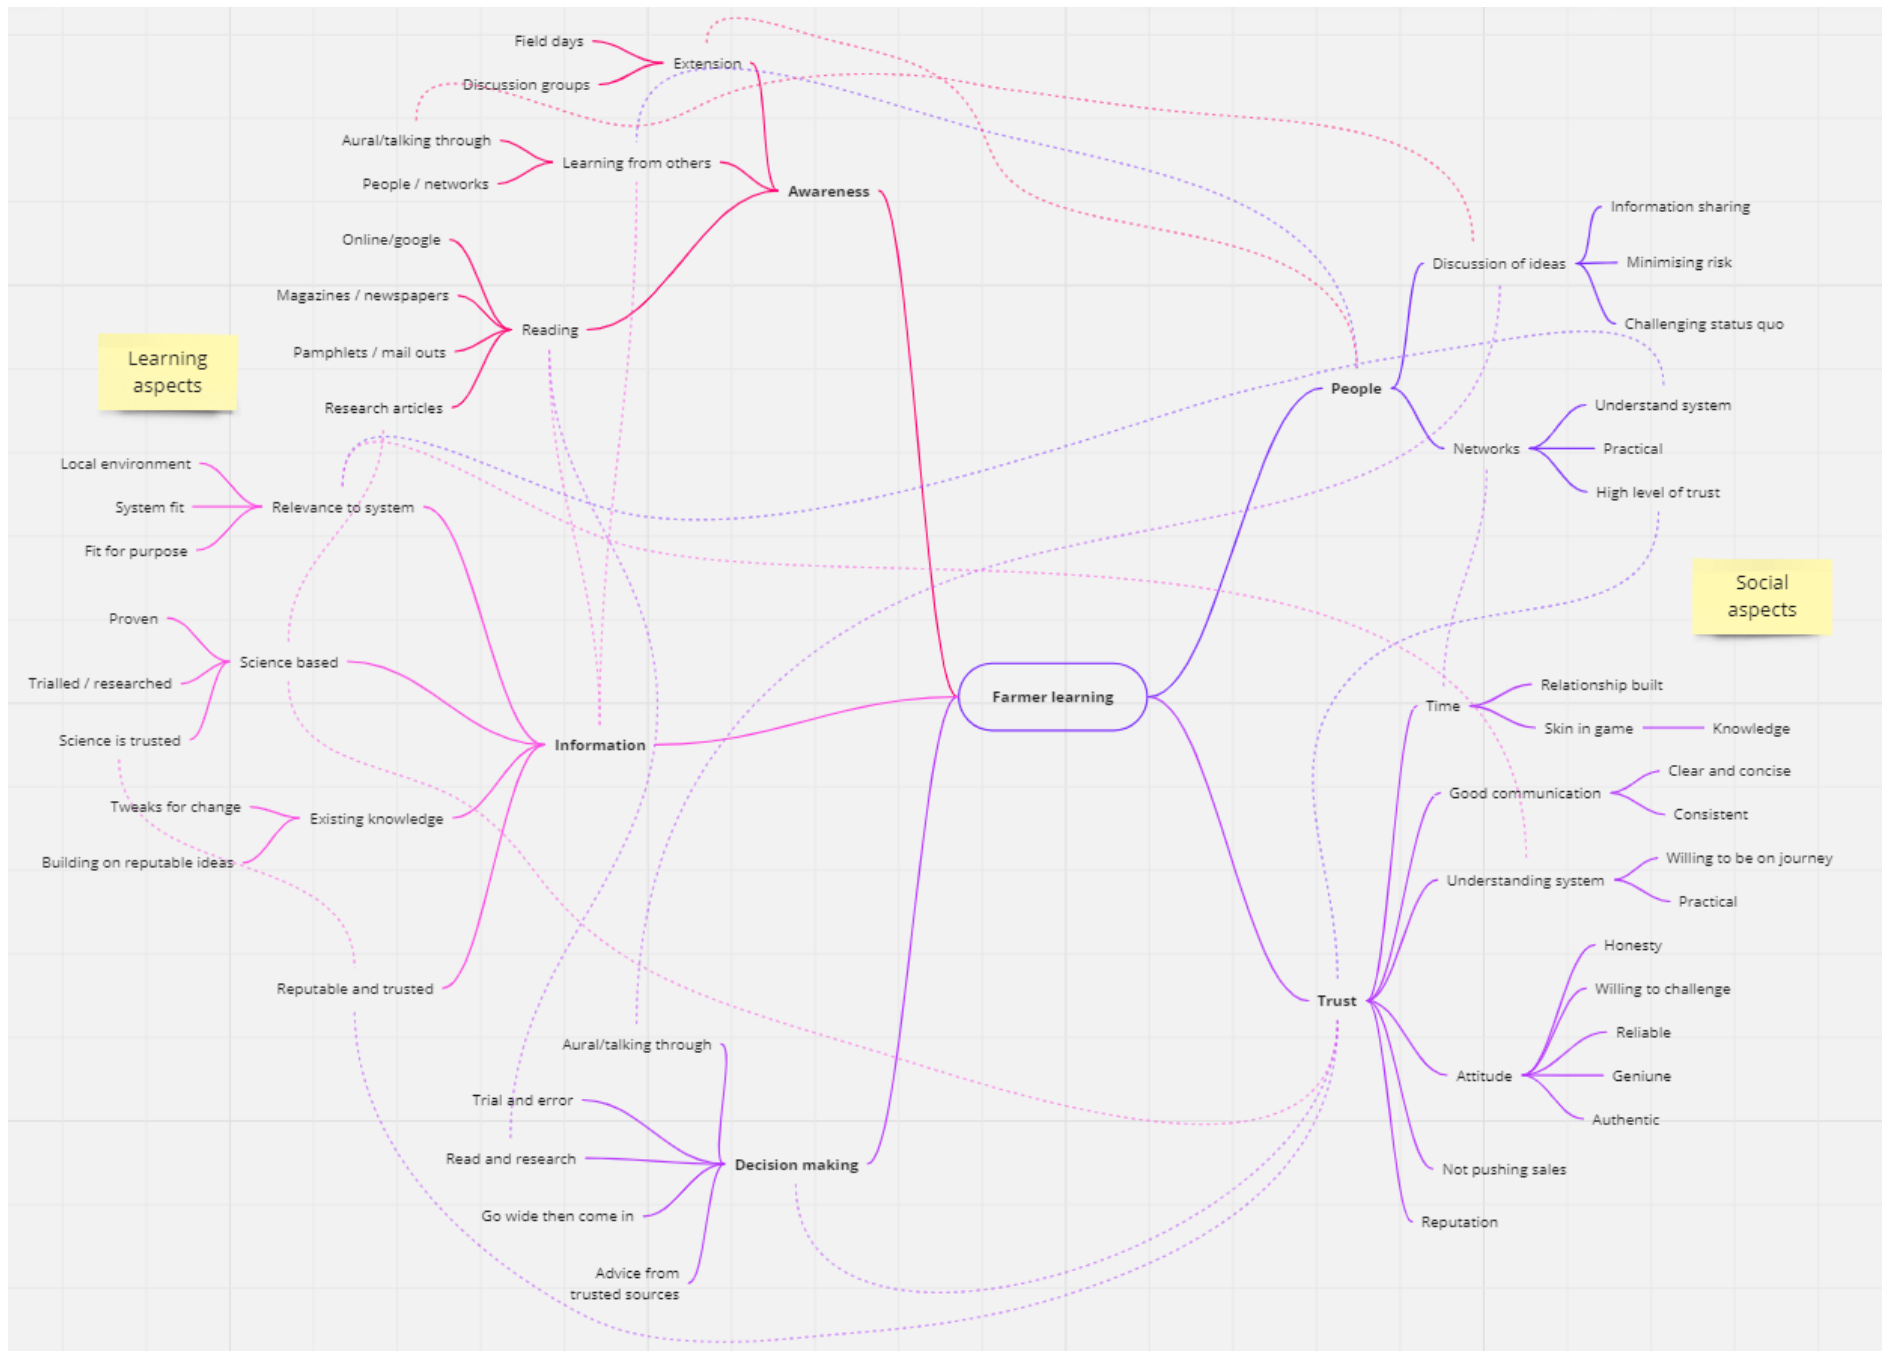 Field days
Extension
Discussion groups
Aural/talking through
Learning from others
People / networks
Awareness
Online/google
Magazines / newspapers
Reading
Pamphlets / mail outs
Research articles
Learning
aspects
Local environment
System fit
Relevance to system
Fit for purpose
Proven
Science based
Trialled / researched
Science is trusted
Information
Tweaks for change
Existing knowledge
Building on reputable ideas
Reputable and trusted
Farmer learning
Aural/talking through
Trial and error
Read and research
Decision making
Go wide then come in
Advice from
trusted sources
Information sharing
Discussion of ideas
Minimising risk
Challenging status quo
People
Understand system
Networks
Practical
High level of trust
Social
aspects
Relationship built
Time
Skin in game
Knowledge
Clear and concise
Good communication
Consistent
Willing to be on journey
Understanding system
Practical
Trust
Honesty
Willing to challenge
Reliable
Attitude
Geniune
Authentic
Not pushing sales
Reputation